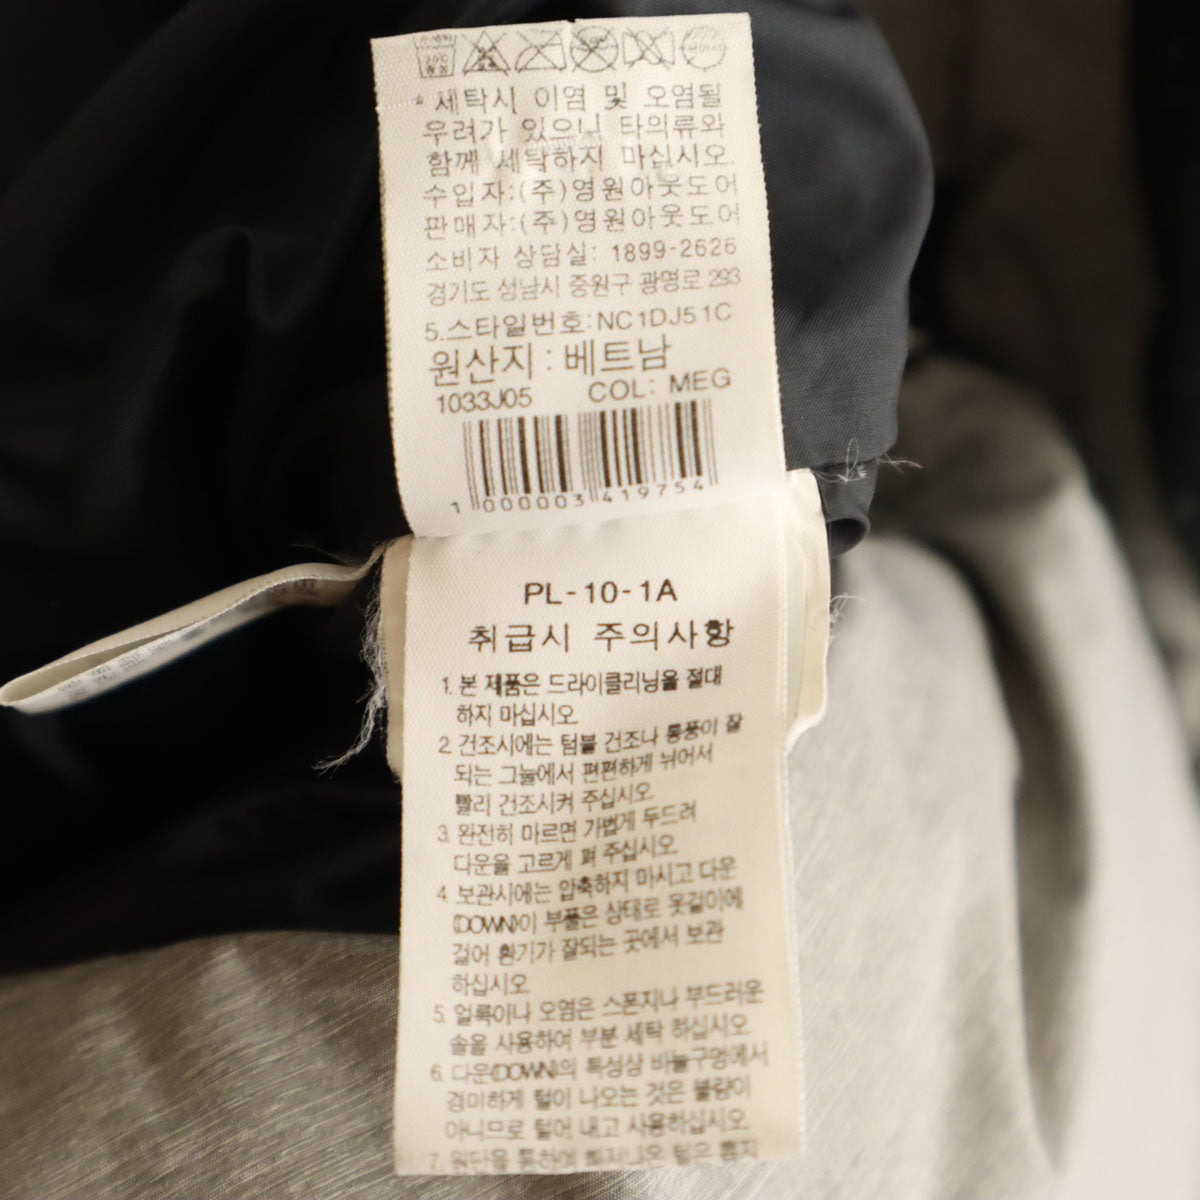 * 세탁시 이염 및 오염될
우려가 있으니 타의류와
함께 세탁하지 마십시오.
수입자:(주)영원아웃도어
판매자:(주)영원아웃도어
소비자 상담실: 1899-2626
경기도 성남시 중원구 광명로 293
5.스타일번호:NC1DJ51C
원산지 : 베트남
1033J05 COL: MEG
1 000003 419754
PL-10-1A
취급시 주의사항
1. 본 제품은 드라이클리닝을 절대
하지 마십시오
2. 건조시에는 텀블 건조나 통풍이 잘
되는 그늘에서 편편하게 뉘어서
빨리 건조시켜 주십시오
3. 완전히 마르면 가볍게 두드려
다운을 고르게 펴 주십시오
4. 보관시에는 압축하지 마시고 다운
(DOWN)이 부풀은 상태로 옷걸이에
걸어 환기가 잘되는 곳에서 보관
하십시오
5. 얼룩이나 오염은 스폰지나 부드러운
솔을 사용하여 부분 세탁 하십시오
6. 다운(DOWN)의 특성상 바늘구멍에서
경미하게 털이 나오는 것은 불량이
아니므로 털어 내고 사용하십시오
7. 원단을 통하여 빠져나온 털은 뽑지